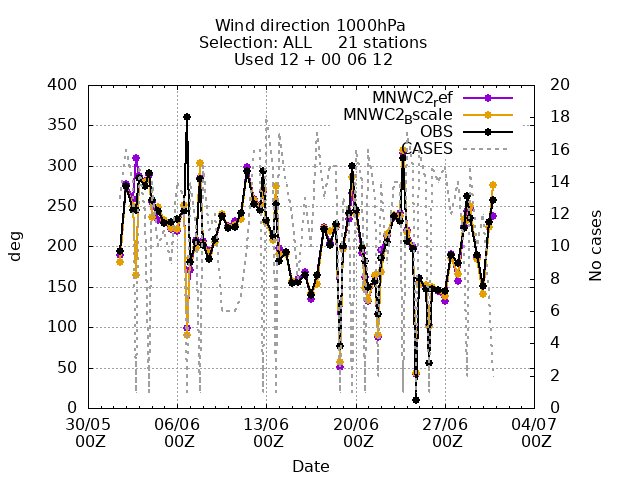 Wind direction 1000hPa
Selection: ALL 21 stations
Used 12 + 00 06 12
400
350
300
250
200
150
100
50
0
deg
20
18
16
14
12
10
8
6
4
2
0
No cases
MNWC2_ref
MNWC2_Bscale
OBS
CASES
30/05 06/06 13/06 20/06 27/06 04/07
00Z 00Z 00Z 00Z 00Z 00Z
Date